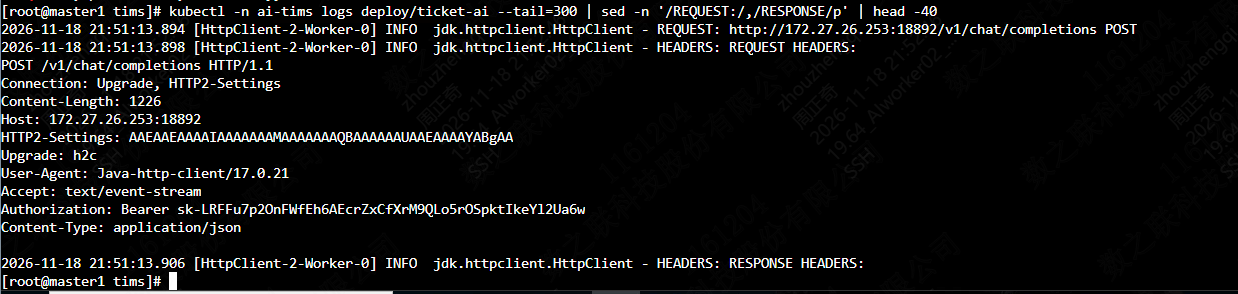 [root@master1 tims]# kubectl -n ai-tims logs deploy/ticket-ai --tail=300 | sed -n '/REQUEST:/,/RESPONSE/p' | head -40
2026-11-18 21:51:13.894 [HttpClient-2-Worker-0] INFO  jdk.httpclient.HttpClient - REQUEST: http://172.27.26.253:18892/v1/chat/completions POST
2026-11-18 21:51:13.898 [HttpClient-2-Worker-0] INFO  jdk.httpclient.HttpClient - HEADERS: REQUEST HEADERS:
POST /v1/chat/completions HTTP/1.1
Connection: Upgrade, HTTP2-Settings
Content-Length: 1226
Host: 172.27.26.253:18892
HTTP2-Settings: AAEAAEAAAAIAAAAAAAMAAAAAAAQBAAAAAAUAAEAAAAYABgAA
Upgrade: h2c
User-Agent: Java-http-client/17.0.21
Accept: text/event-stream
Authorization: Bearer sk-LRFFu7p2OnFWfEh6AEcrZxCfXrM9QLo5rOSpktIkeYl2Ua6w
Content-Type: application/json
2026-11-18 21:51:13.906 [HttpClient-2-Worker-0] INFO  jdk.httpclient.HttpClient - HEADERS: RESPONSE HEADERS:
[root@master1 tims]#